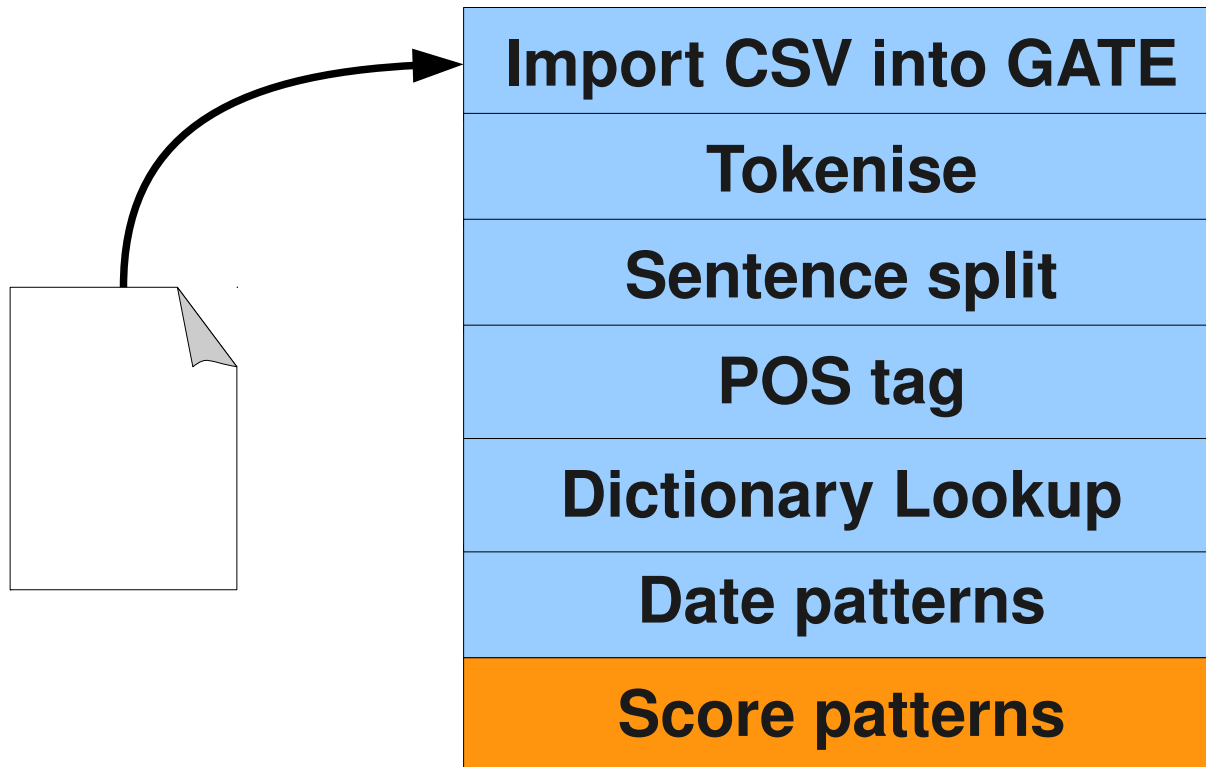 Import CSV into GATE
Tokenise
Sentence split
POS tag
Dictionary Lookup
Date patterns
Score patterns